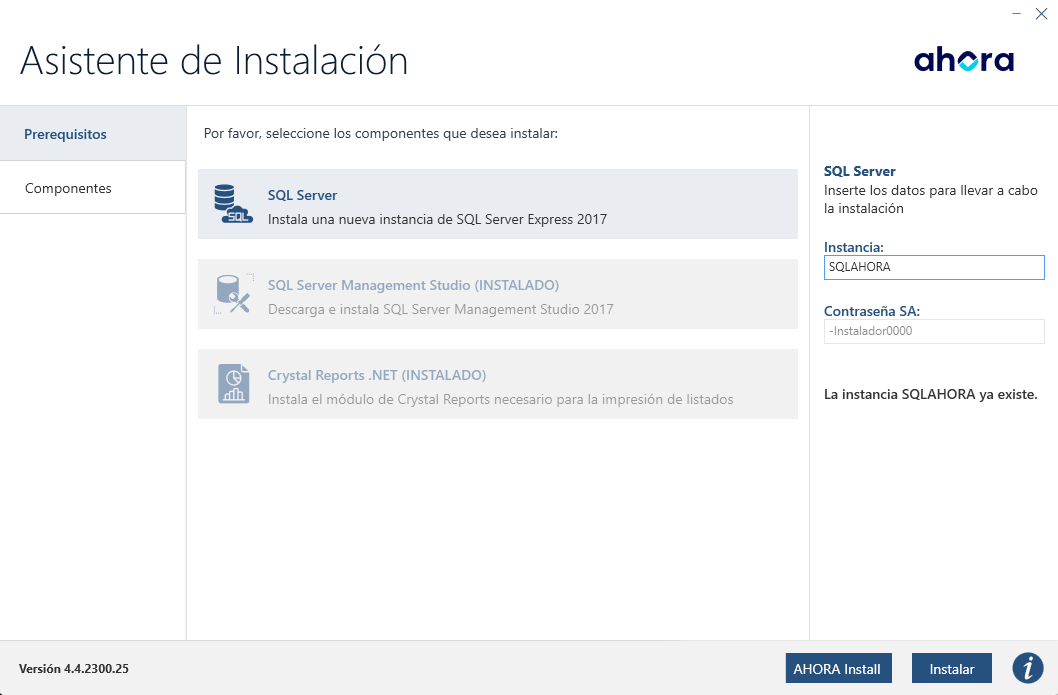 Asistente de Instalación
ahora
Prerequisitos
Componentes
Por favor, seleccione los componentes que desea instalar:
SQL
SQL Server
Instala una nueva instancia de SQL Server Express 2017
SQL Server Management Studio (INSTALADO)
Descarga e instala SQL Server Management Studio 2017
Crystal Reports .NET (INSTALADO)
Instala el módulo de Crystal Reports necesario para la impresión de listados
SQL Server
Inserte los datos para llevar a cabo
la instalación
Instancia:
SQLAHORA
Contraseña SA:
-Instalador0000
La instancia SQLAHORA ya existe.
Versión 4.4.2300.25
AHORA Install
Instalar
i